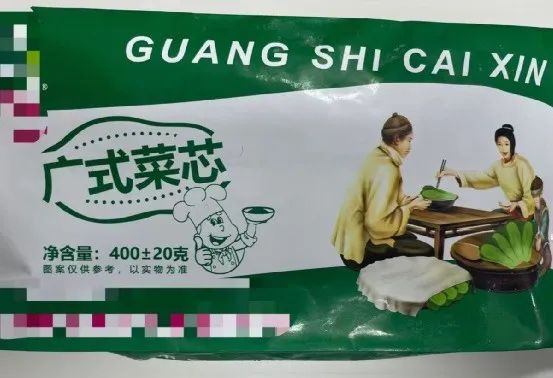 GUANG SHI CAI XIN
®
广式菜芯
净含量：400±20克
图案仅供参考，以实物为准